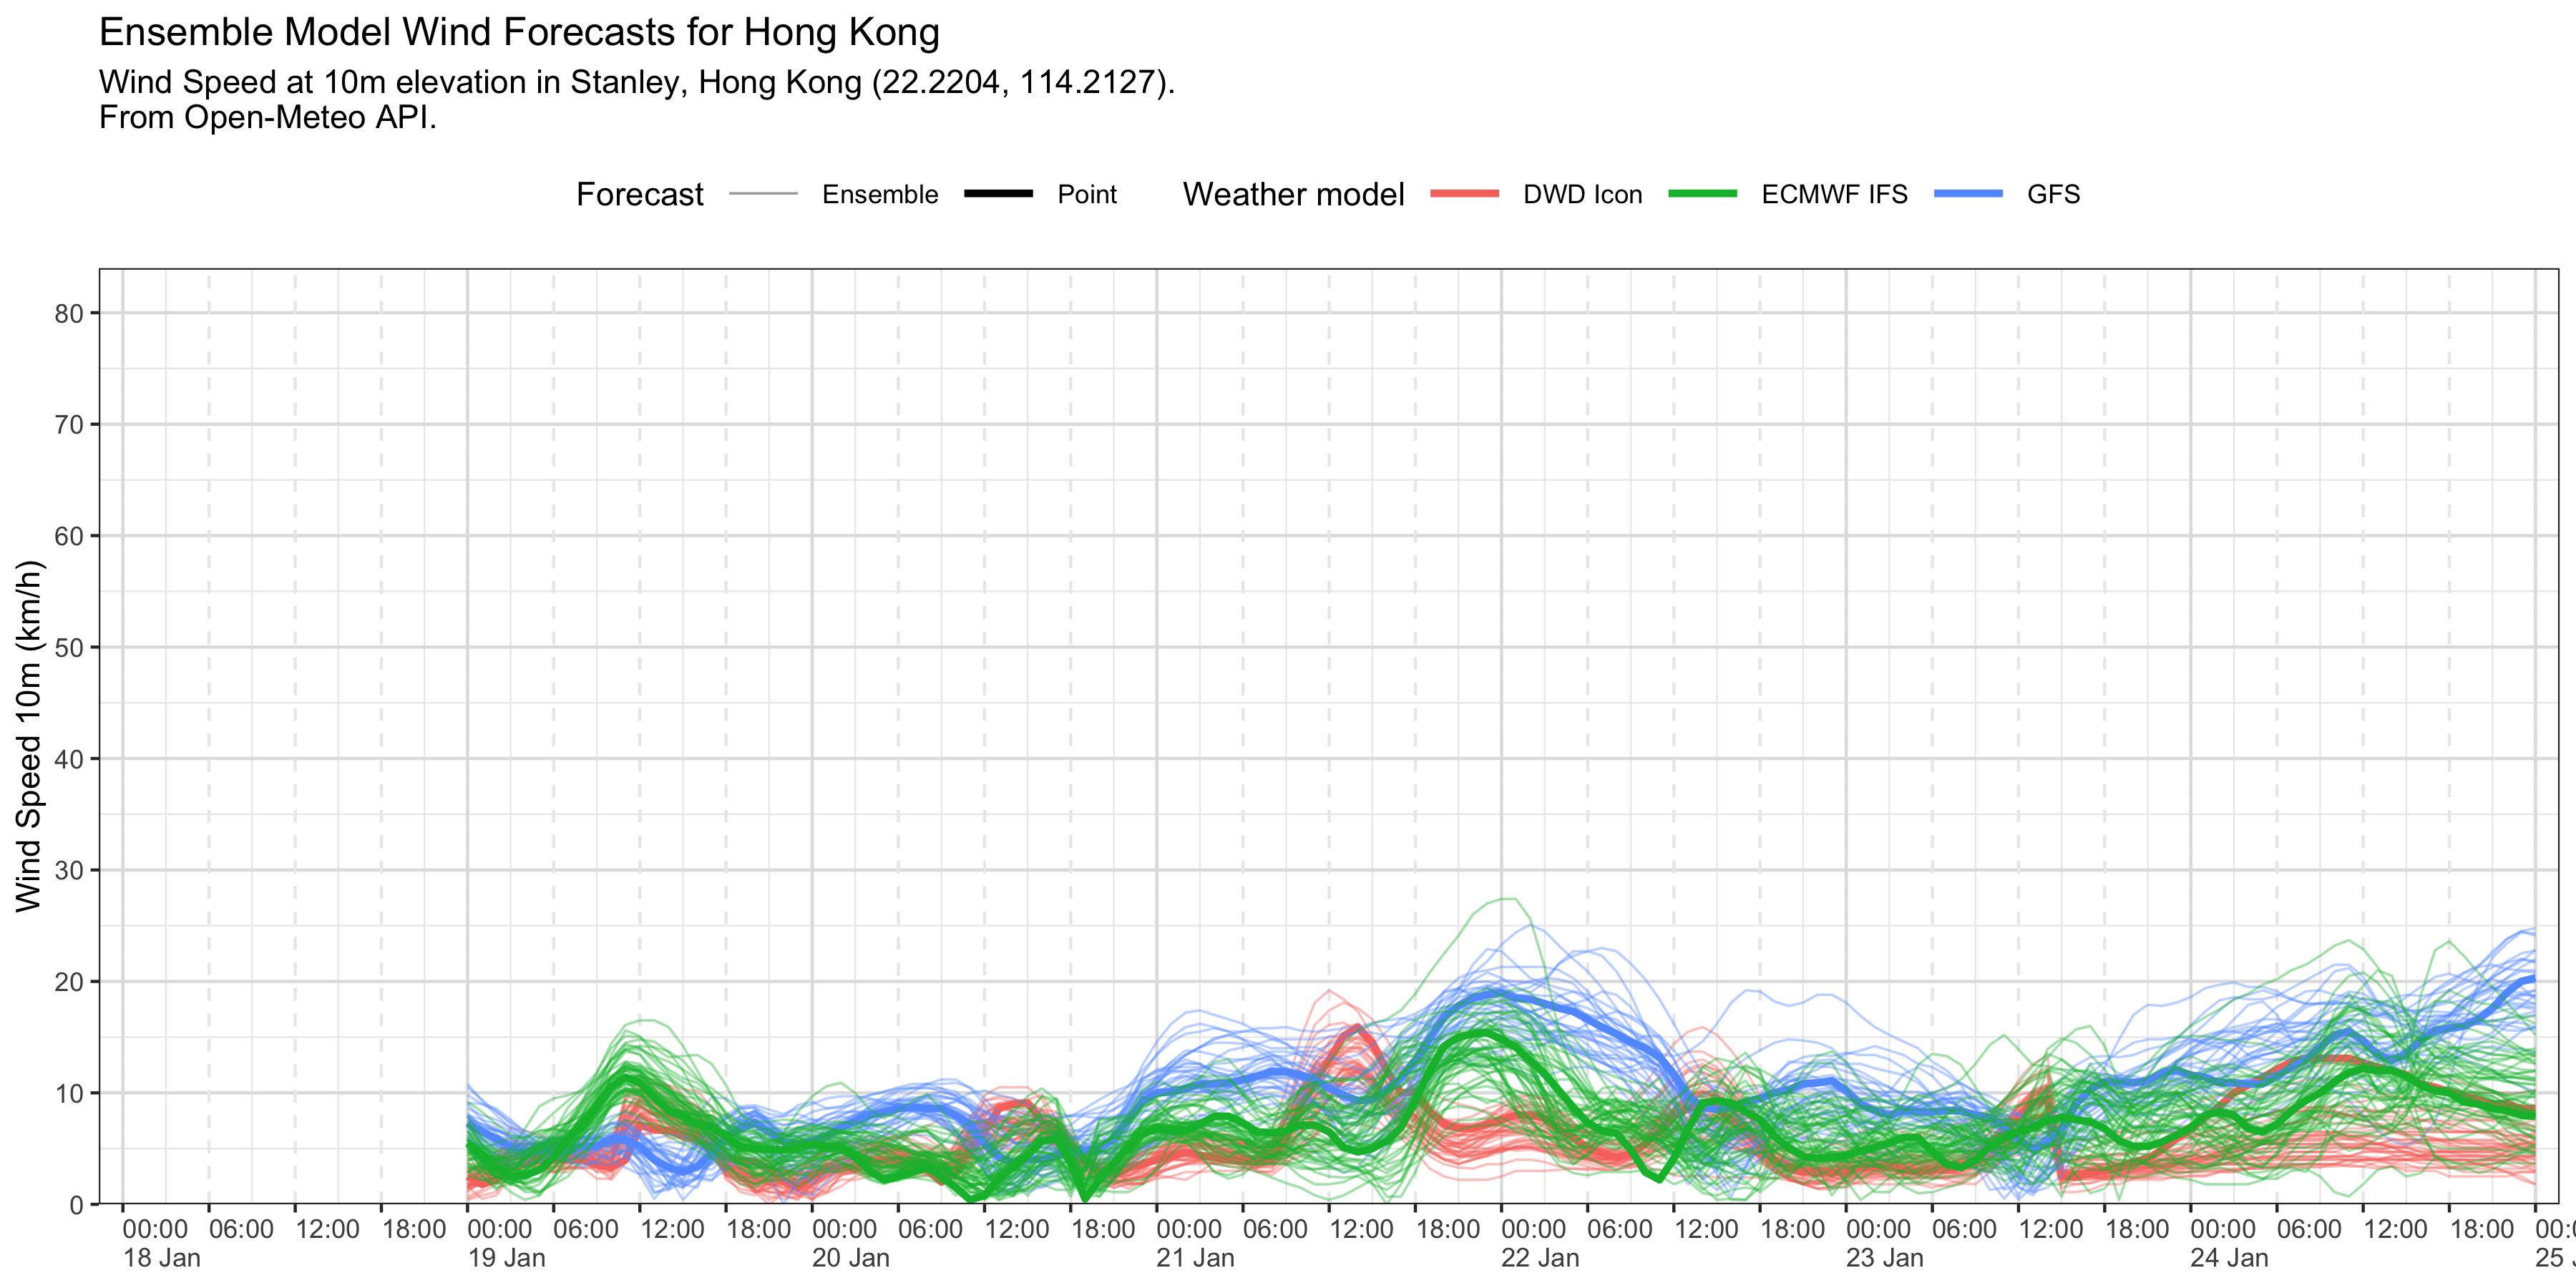 Ensemble Model Wind Forecasts for Hong Kong
Wind Speed at 10m elevation in Stanley, Hong Kong (22.2204, 114.2127).
From Open-Meteo API.
Forecast Ensemble Point Weather model DWD Icon ECMWF IFS GFS
Wind Speed 10m (km/h)
80
70
60
50
40
30
20
10
0
00:00 06:00 12:00 18:00 00:00 06:00 12:00 18:00 00:00 06:00 12:00 18:00 00:00 06:00 12:00 18:00 00:00 06:00 12:00 18:00 00:00 06:00 12:00 18:00 00:00 06:00 12:00 18:00 00:0
18 Jan 19 Jan 20 Jan 21 Jan 22 Jan 23 Jan 24 Jan 25 J